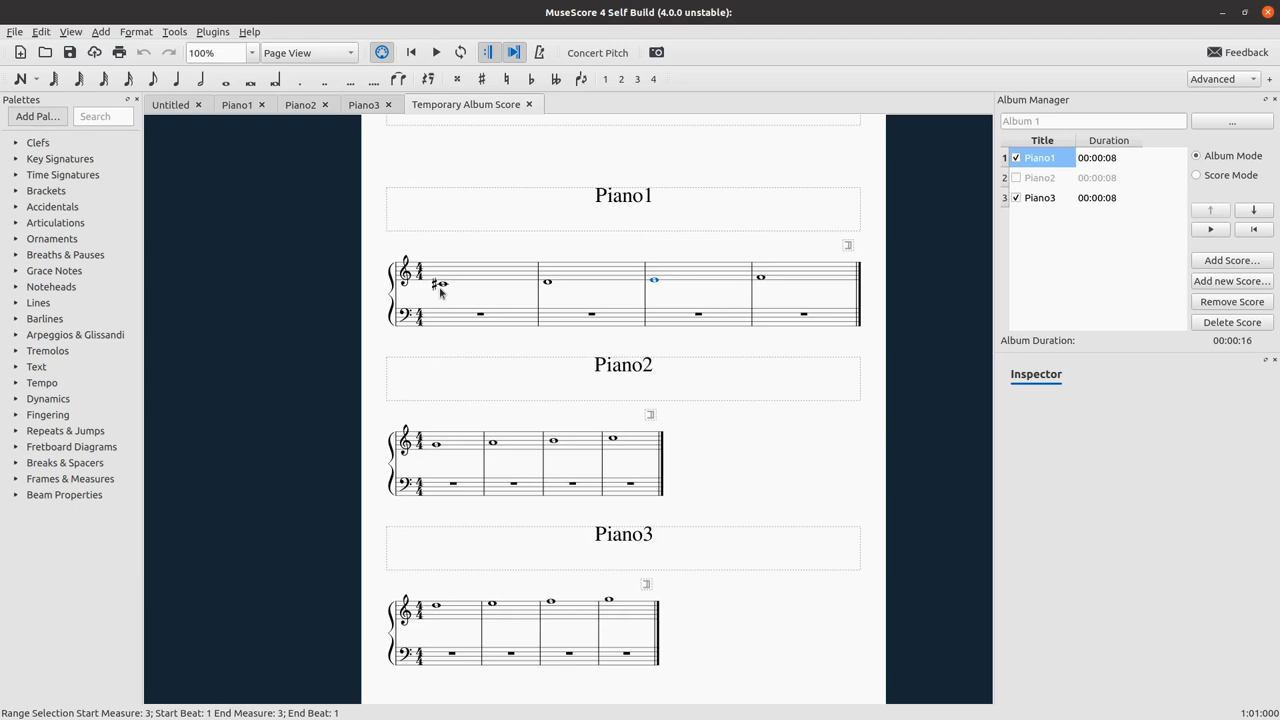 MuseScore 4 Self Build (4.0.0 unstable):
File Edit View Add Format Tools Plugins Help
100% Page View Concert Pitch Feedback
1 2 3 4 Advanced +
Palettes
Add Pal... Search
Clefs
Key Signatures
Time Signatures
Brackets
Accidentals
Articulations
Ornaments
Breaths & Pauses
Grace Notes
Noteheads
Lines
Barlines
Arpeggios & Glissandi
Tremolos
Text
Tempo
Dynamics
Fingering
Repeats & Jumps
Fretboard Diagrams
Breaks & Spacers
Frames & Measures
Beam Properties
Untitled Piano1 Piano2 Piano3 Temporary Album Score
Piano1
Piano2
Piano3
Album Manager
Album 1 ...
Title Duration
1 Piano1 00:00:08
2 Piano2 00:00:08
3 Piano3 00:00:08
Album Mode
Score Mode
Add Score...
Add new Score...
Remove Score
Delete Score
Album Duration: 00:00:16
Inspector
Range Selection Start Measure: 3; Start Beat: 1 End Measure: 3; End Beat: 1 1:01:000